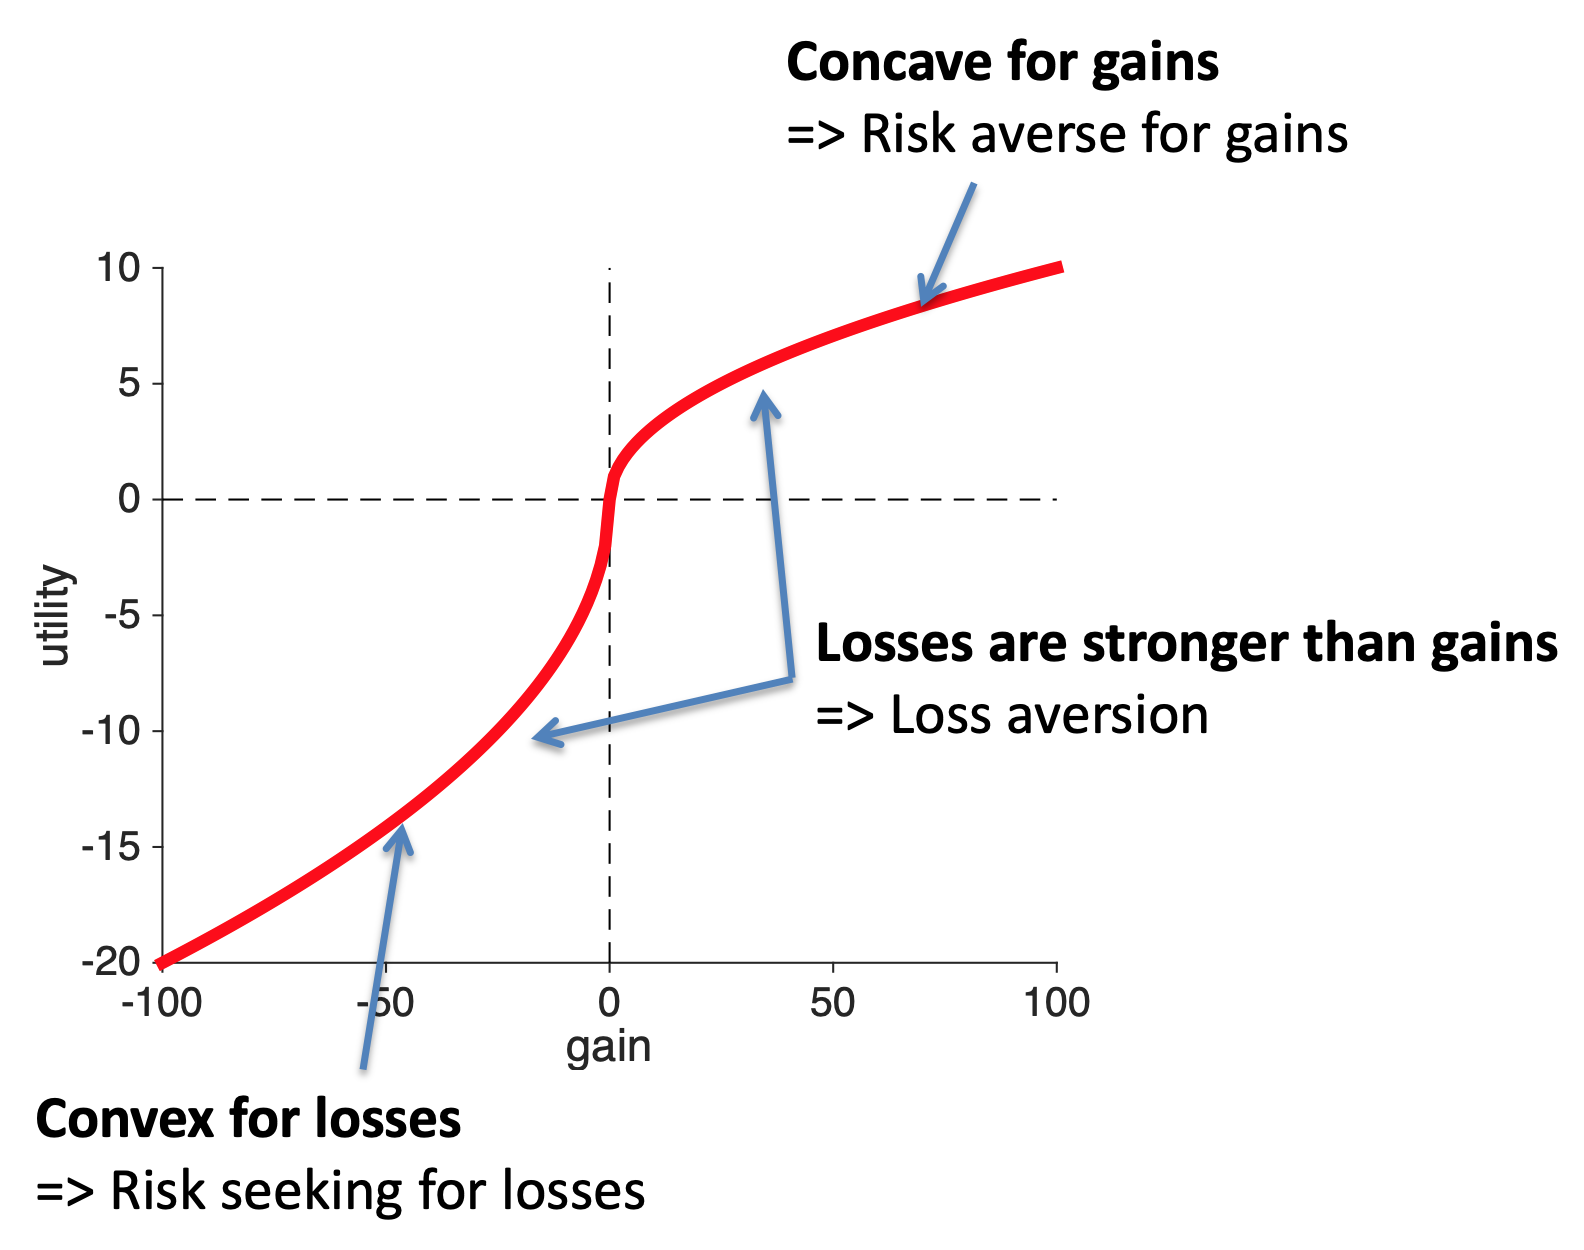 Concave for gains
=> Risk averse for gains
10
5
0
-5
-10
-15
-20
utility
Losses are stronger than gains
=> Loss aversion
-100
-50
0
50
100
gain
Convex for losses
=> Risk seeking for losses